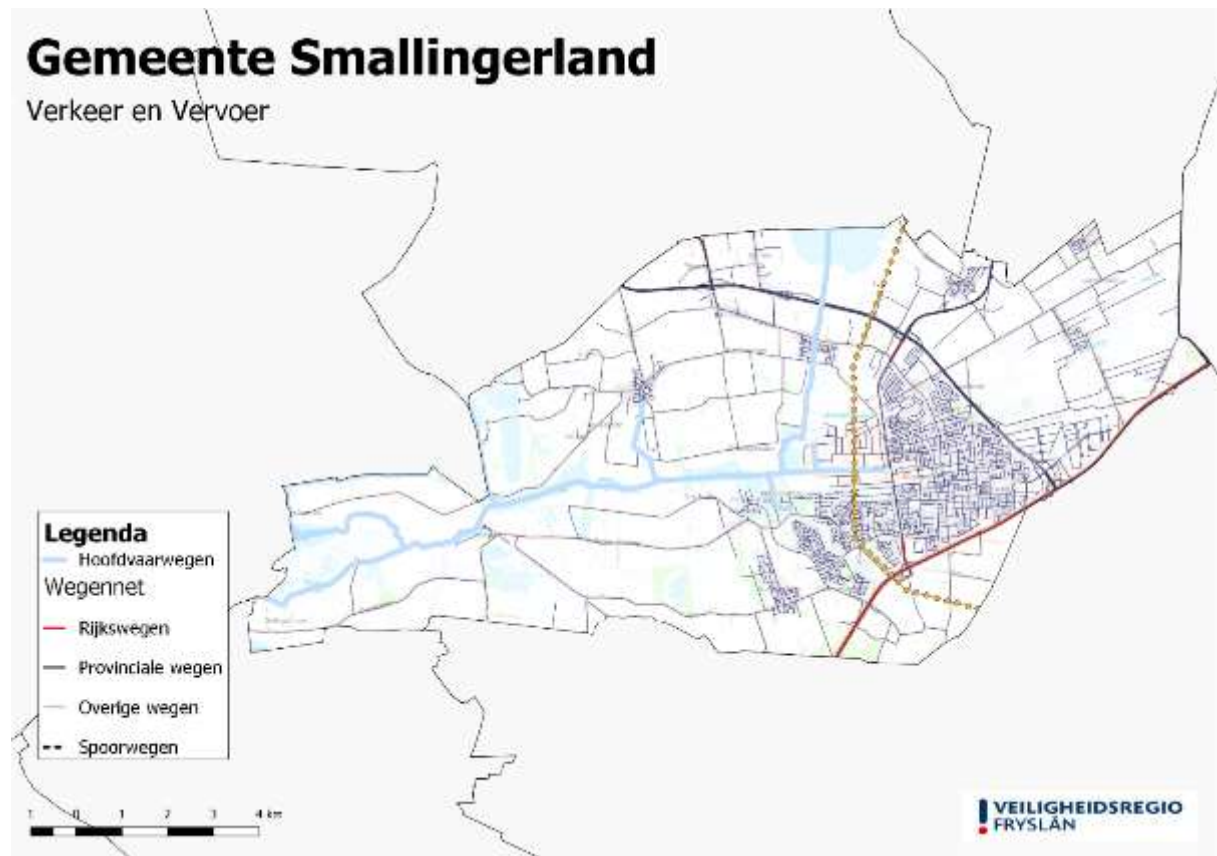 Gemeente Smallingerland
Verkeer en Vervoer
Legenda
Hoofdvaarwegen
Wegennet
Rijkswegen
Provinciale wegen
Overige wegen
Spoorwegen
1 0 1 2 3 4 km
VEILIGHEIDSREGIO
FRYSLÂN